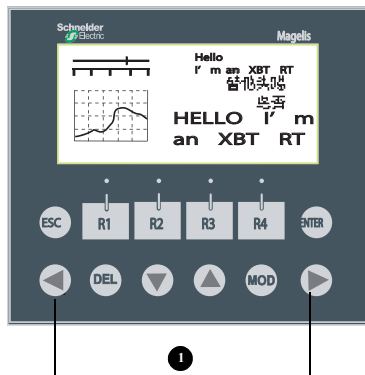 Schneider
Electric
Magelis
Hello
I' m an XBT RT
HELLO I' m
an XBT RT
ESC R1 R2 R3 R4 ENTER
DEL MOD
1